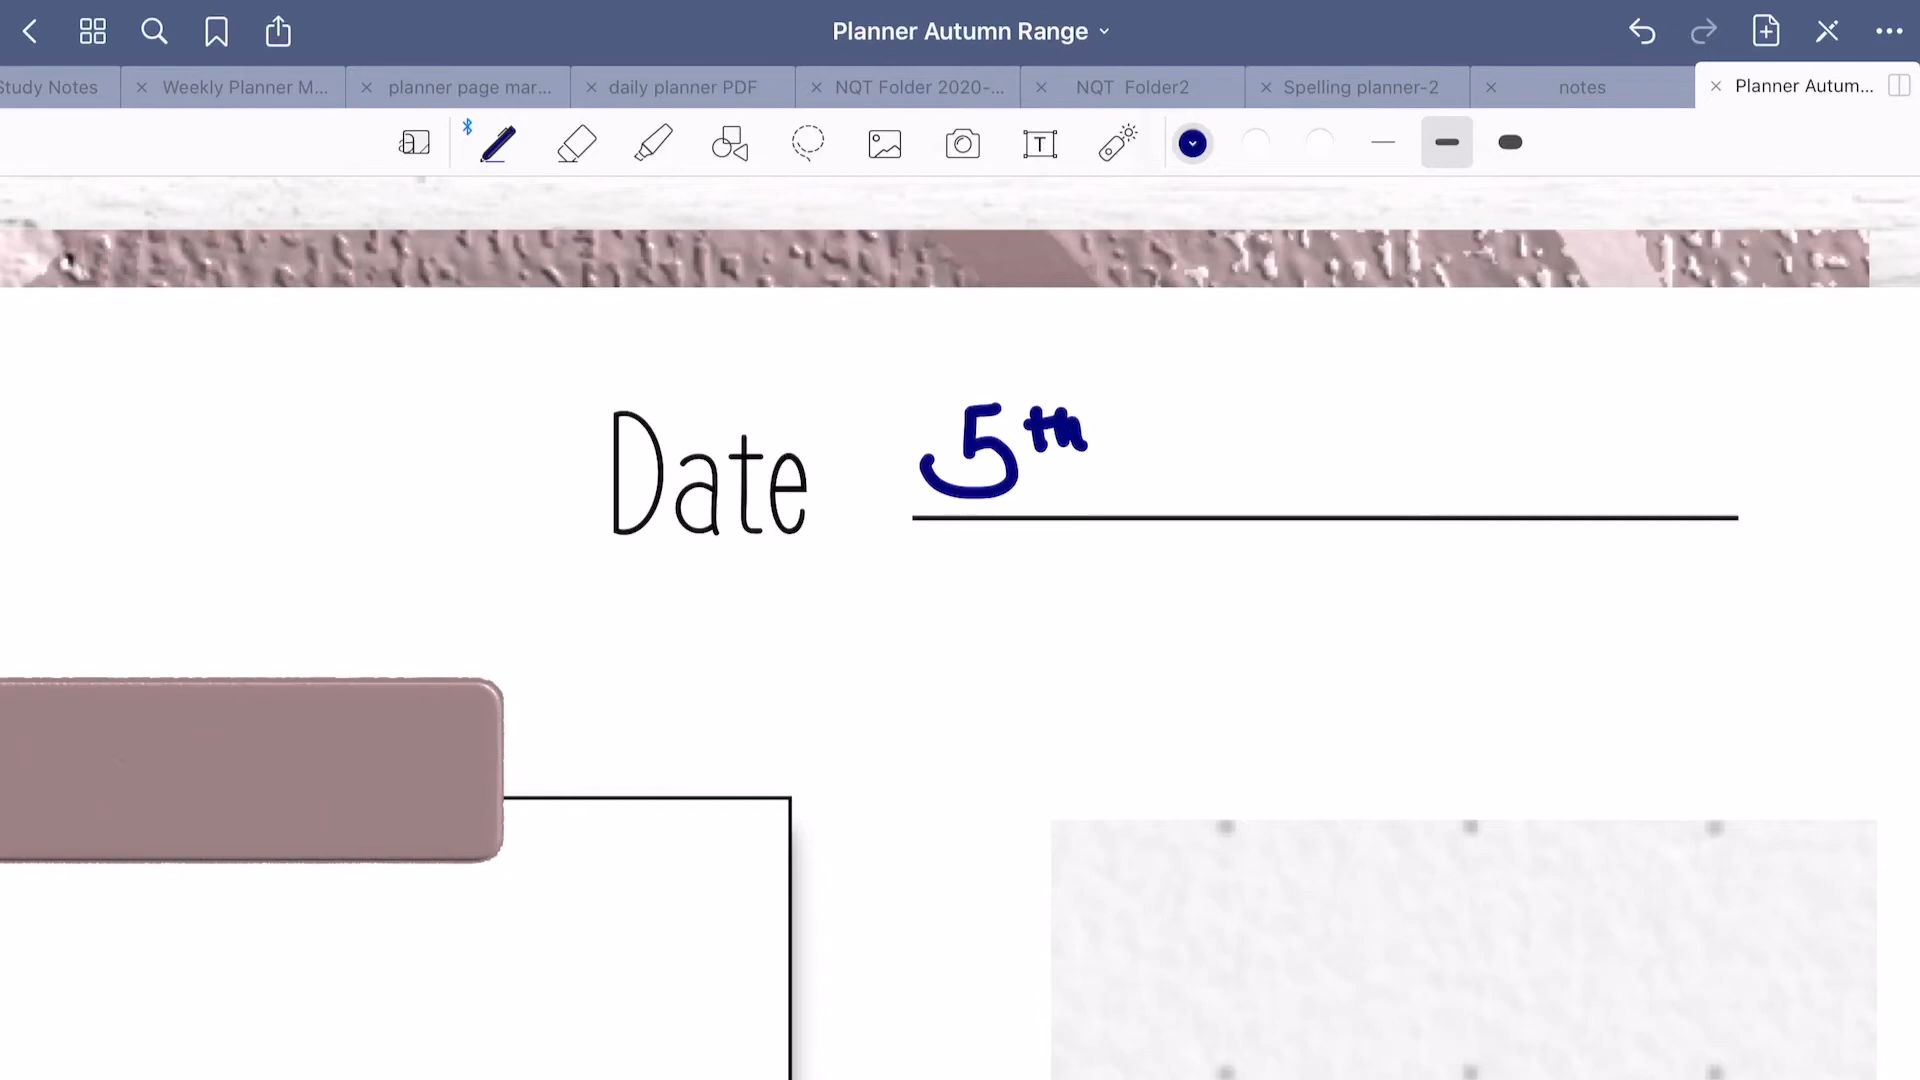 Planner Autumn Range
Study Notes
Weekly Planner M...
planner page mar...
daily planner PDF
NQT Folder 2020-...
NQT Folder2
Spelling planner-2
notes
Planner Autum...
a
T
Date 5th